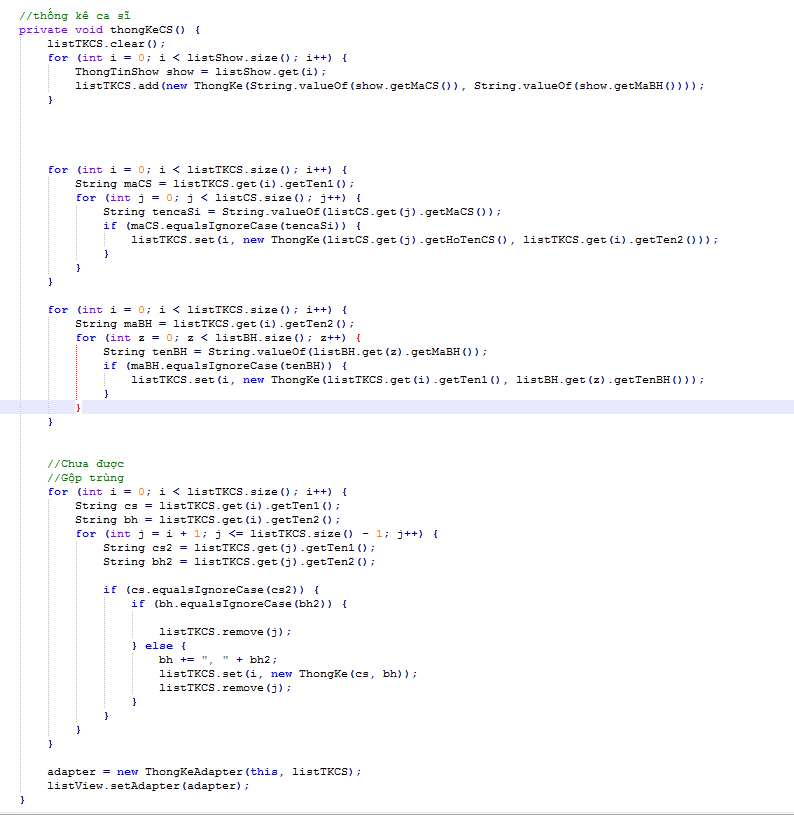 //thống kê ca sĩ
private void thongKeCS() {
    listTKCS.clear();
    for (int i = 0; i < listShow.size(); i++) {
        ThongTinShow show = listShow.get(i);
        listTKCS.add(new ThongKe(String.valueOf(show.getMaCS()), String.valueOf(show.getMaBH())));
    }
    for (int i = 0; i < listTKCS.size(); i++) {
        String maCS = listTKCS.get(i).getTen1();
        for (int j = 0; j < listCS.size(); j++) {
            String tencaSi = String.valueOf(listCS.get(j).getMaCS());
            if (maCS.equalsIgnoreCase(tencaSi)) {
                listTKCS.set(i, new ThongKe(listCS.get(j).getHoTenCS(), listTKCS.get(i).getTen2()));
            }
        }
    }
    for (int i = 0; i < listTKCS.size(); i++) {
        String maBH = listTKCS.get(i).getTen2();
        for (int z = 0; z < listBH.size(); z++) {
            String tenBH = String.valueOf(listBH.get(z).getMaBH());
            if (maBH.equalsIgnoreCase(tenBH)) {
                listTKCS.set(i, new ThongKe(listTKCS.get(i).getTen1(), listBH.get(z).getTenBH()));
            }
        }
    }
    //Chưa được
    //Gộp trùng
    for (int i = 0; i < listTKCS.size(); i++) {
        String cs = listTKCS.get(i).getTen1();
        String bh = listTKCS.get(i).getTen2();
        for (int j = i + 1; j <= listTKCS.size() - 1; j++) {
            String cs2 = listTKCS.get(j).getTen1();
            String bh2 = listTKCS.get(j).getTen2();
            if (cs.equalsIgnoreCase(cs2)) {
                if (bh.equalsIgnoreCase(bh2)) {
                    listTKCS.remove(j);
                } else {
                    bh += ", " + bh2;
                    listTKCS.set(i, new ThongKe(cs, bh));
                    listTKCS.remove(j);
                }
            }
        }
    }
    adapter = new ThongKeAdapter(this, listTKCS);
    listView.setAdapter(adapter);
}